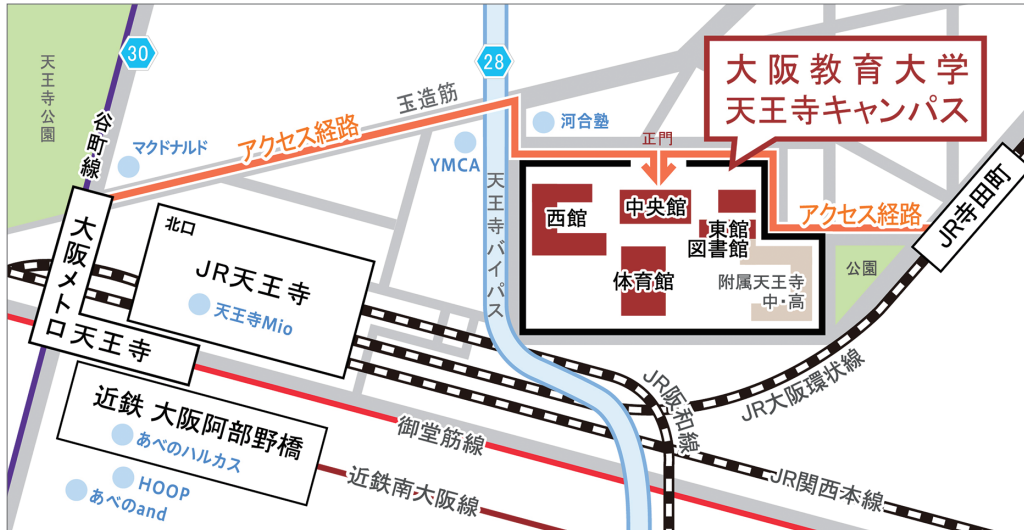 天王寺公園
30
谷町線
マクドナルド
アクセス経路
玉造筋
28
YMCA
河合塾
大阪教育大学
天王寺キャンパス
正門
西館
中央館
東館
図書館
体育館
附属天王寺
中・高
アクセス経路
公園
JR寺田町
天王寺バイパス
北口
JR天王寺
天王寺Mio
大阪メトロ
天王寺
近鉄 大阪阿部野橋
あべのハルカス
HOOP
あべのand
御堂筋線
近鉄南大阪線
JR阪和線
JR大阪環状線
JR関西本線